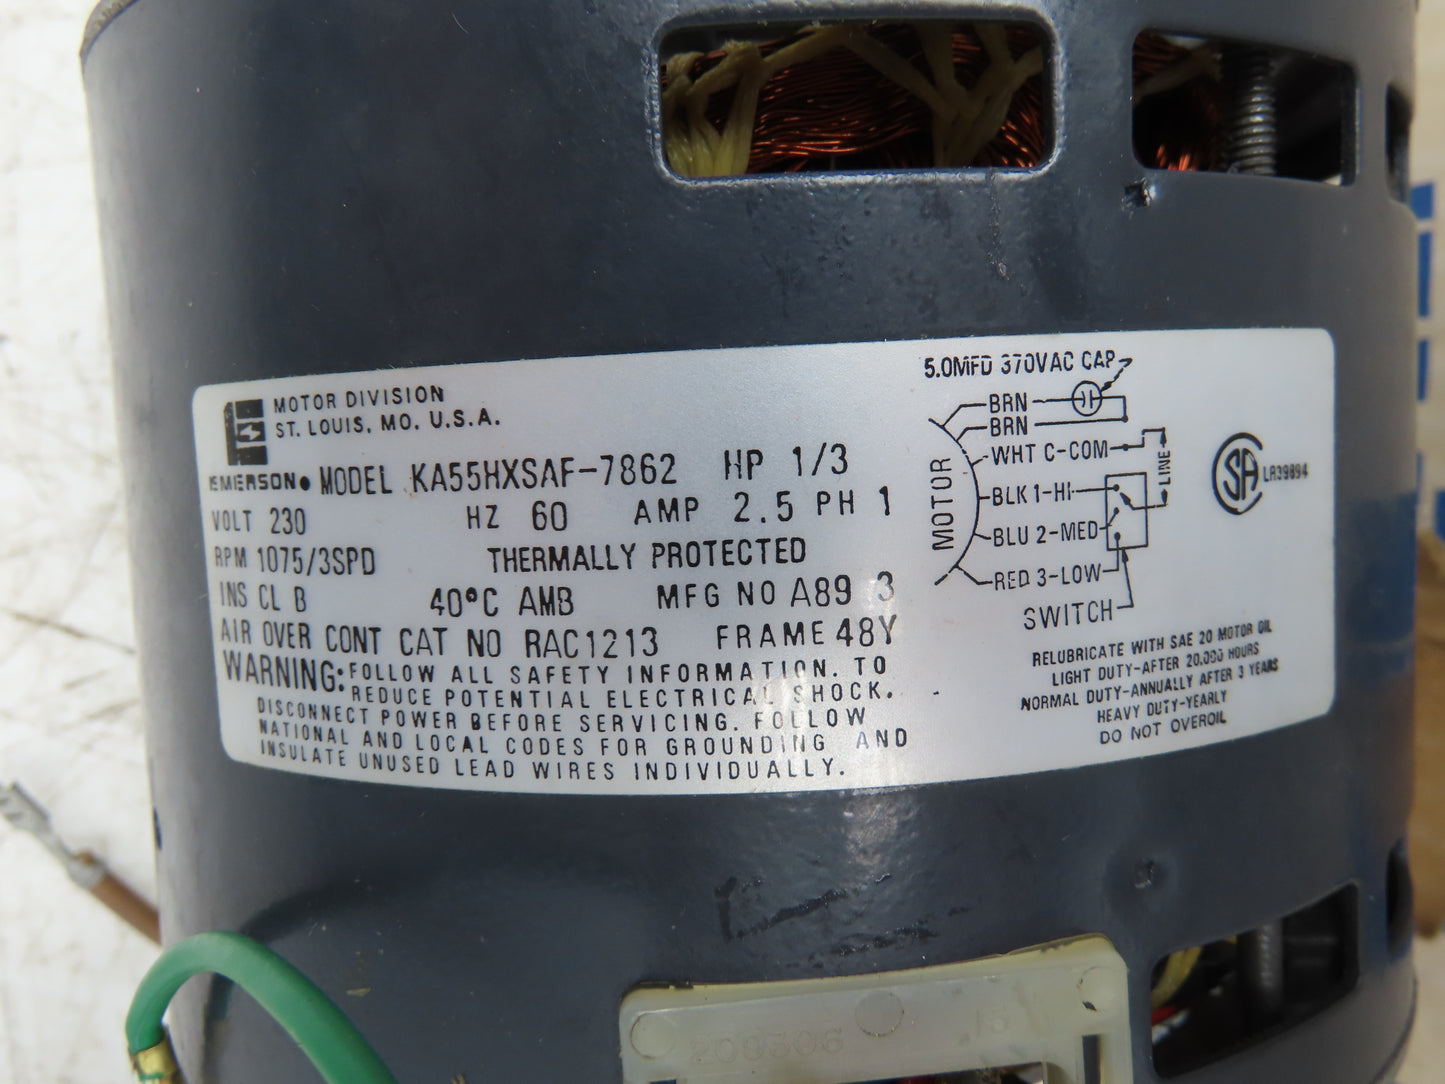 MOTOR DIVISION
ST. LOUIS, MO. U.S.A.
EMERSON
MODEL KA55HXSAF-7862 HP 1/3
VOLT 230 HZ 60 AMP 2.5 PH 1
RPM 1075/3SPD THERMALLY PROTECTED
INS CL B 40°C AMB MFG NO A89 3
AIR OVER CONT CAT NO RAC1213 FRAME 48Y
WARNING: FOLLOW ALL SAFETY INFORMATION. TO
REDUCE POTENTIAL ELECTRICAL SHOCK.
DISCONNECT POWER BEFORE SERVICING. FOLLOW
NATIONAL AND LOCAL CODES FOR GROUNDING AND
INSULATE UNUSED LEAD WIRES INDIVIDUALLY.
5.0MFD 370VAC CAP
BRN
BRN
WHT C-COM
BLK 1-HI
BLU 2-MED
RED 3-LOW
MOTOR
LINE
SWITCH
RELUBRICATE WITH SAE 20 MOTOR OIL
LIGHT DUTY-AFTER 20,000 HOURS
NORMAL DUTY-ANNUALLY AFTER 3 YEARS
HEAVY DUTY-YEARLY
DO NOT OVEROIL
SA
LR39894
209306 15